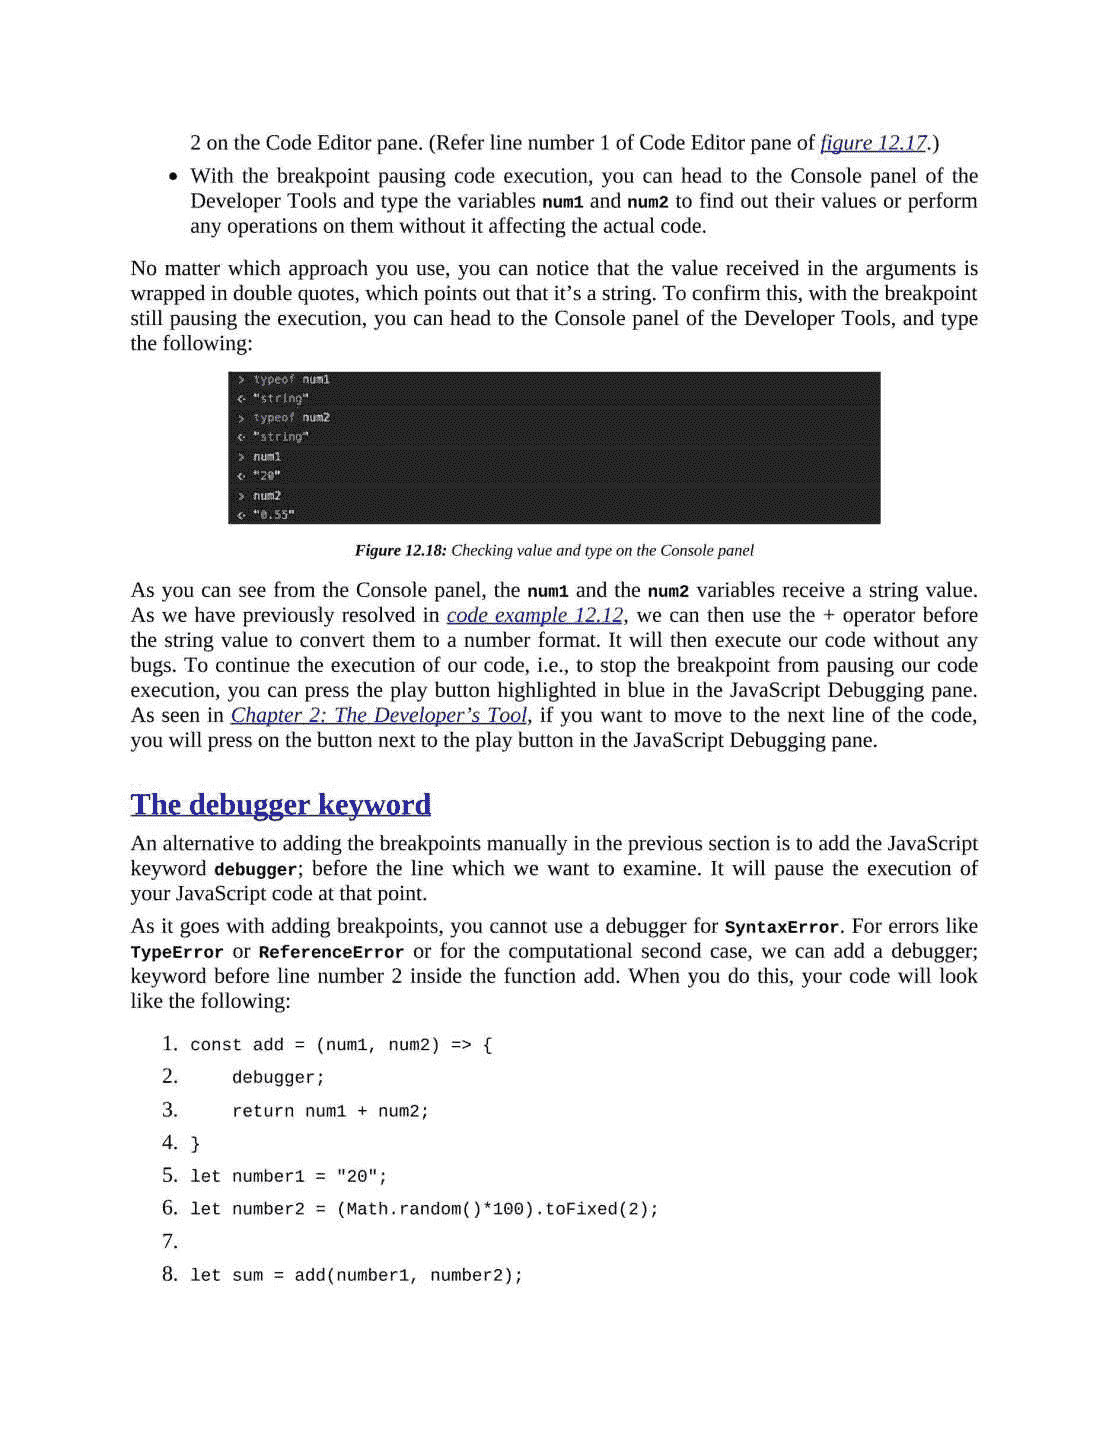 2 on the Code Editor pane. (Refer line number 1 of Code Editor pane of figure 12.17.)
• With the breakpoint pausing code execution, you can head to the Console panel of the
Developer Tools and type the variables num1 and num2 to find out their values or perform
any operations on them without it affecting the actual code.
No matter which approach you use, you can notice that the value received in the arguments is
wrapped in double quotes, which points out that it’s a string. To confirm this, with the breakpoint
still pausing the execution, you can head to the Console panel of the Developer Tools, and type
the following:
> typeof num1
<· "string"
> typeof num2
<· "string"
> num1
<· "20"
> num2
<· "0.55"
Figure 12.18: Checking value and type on the Console panel
As you can see from the Console panel, the num1 and the num2 variables receive a string value.
As we have previously resolved in code example 12.12, we can then use the + operator before
the string value to convert them to a number format. It will then execute our code without any
bugs. To continue the execution of our code, i.e., to stop the breakpoint from pausing our code
execution, you can press the play button highlighted in blue in the JavaScript Debugging pane.
As seen in Chapter 2: The Developer’s Tool, if you want to move to the next line of the code,
you will press on the button next to the play button in the JavaScript Debugging pane.
The debugger keyword
An alternative to adding the breakpoints manually in the previous section is to add the JavaScript
keyword debugger; before the line which we want to examine. It will pause the execution of
your JavaScript code at that point.
As it goes with adding breakpoints, you cannot use a debugger for SyntaxError. For errors like
TypeError or ReferenceError or for the computational second case, we can add a debugger;
keyword before line number 2 inside the function add. When you do this, your code will look
like the following:
1. const add = (num1, num2) => {
2.     debugger;
3.     return num1 + num2;
4. }
5. let number1 = "20";
6. let number2 = (Math.random()*100).toFixed(2);
7.
8. let sum = add(number1, number2);